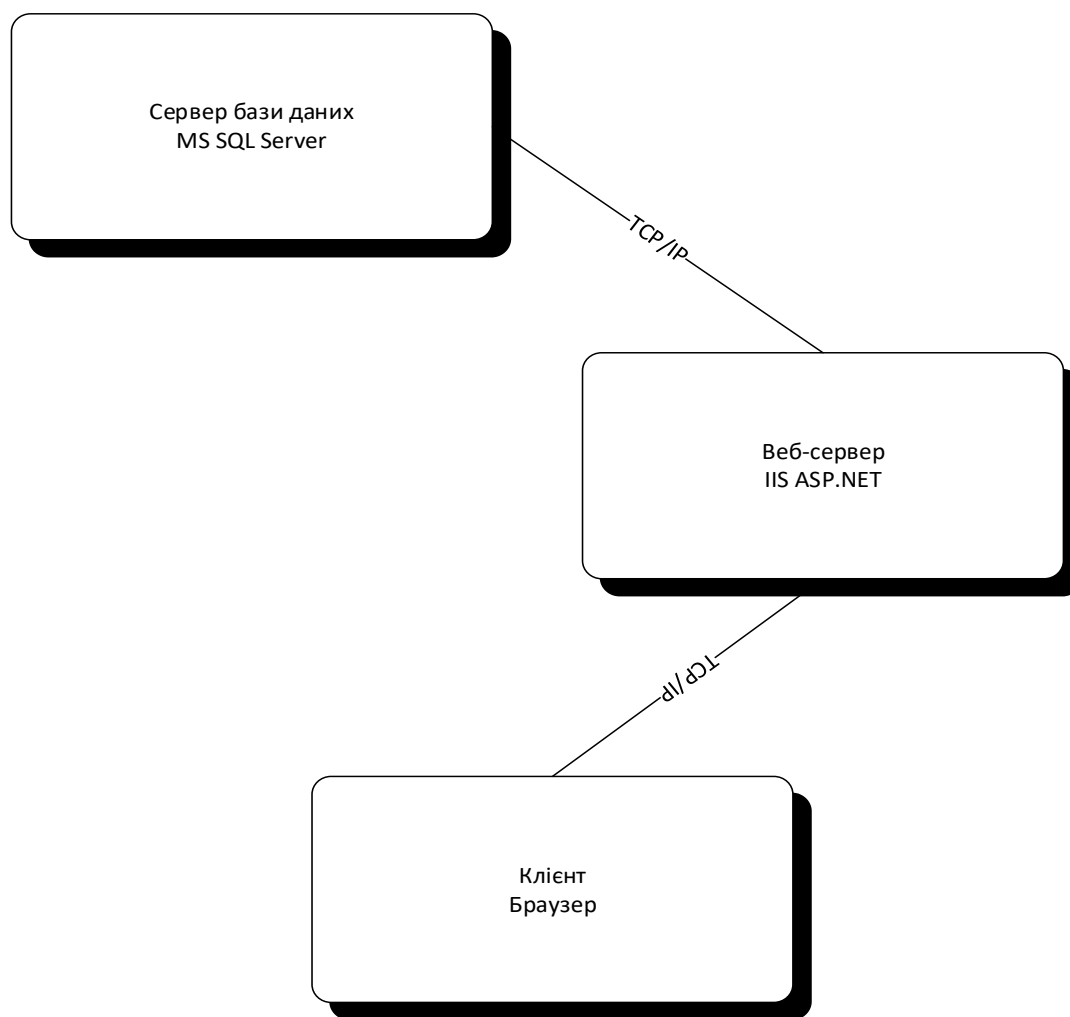 Сервер бази даних
MS SQL Server
TCP/IP
Веб-сервер
IIS ASP.NET
TCP/IP
Клієнт
Браузер